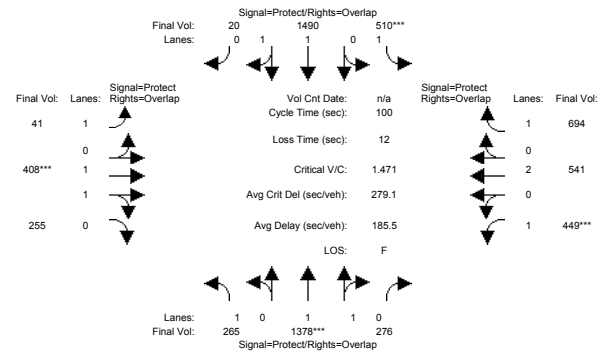 Signal=Protect/Rights=Overlap
Final Vol: 20 1490 510***
Lanes: 0 1 1 0 1
Signal=Protect
Final Vol: Lanes: Rights=Overlap
Vol Cnt Date: n/a
Signal=Protect
Rights=Overlap Lanes: Final Vol:
Cycle Time (sec): 100
41 1
1 694
Loss Time (sec): 12
0
0
408*** 1
Critical V/C: 1.471
2 541
1
Avg Crit Del (sec/veh): 279.1
0
255 0
Avg Delay (sec/veh): 185.5
1 449***
LOS: F
Lanes: 1 0 1 1 0
Final Vol: 265 1378*** 276
Signal=Protect/Rights=Overlap